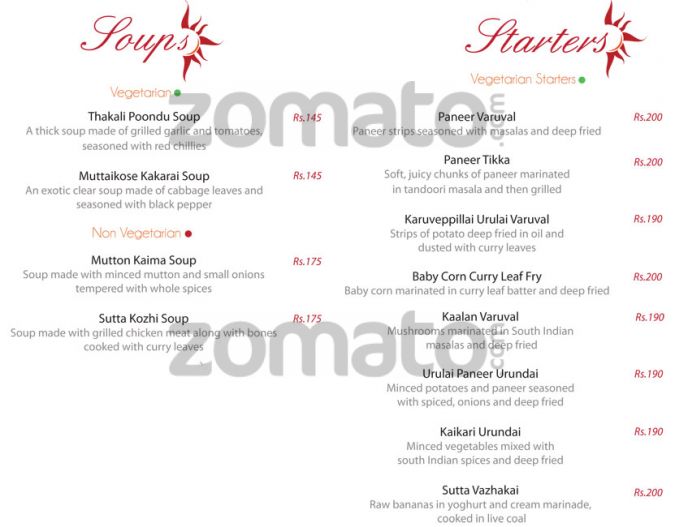 Soups
Vegetarian
Thakali Poondu Soup Rs.145
A thick soup made of grilled garlic and tomatoes,
seasoned with red chillies
Muttaikose Kakarai Soup Rs.145
An exotic clear soup made of cabbage leaves and
seasoned with black pepper
Non Vegetarian
Mutton Kaima Soup Rs.175
Soup made with minced mutton and small onions
tempered with whole spices
Sutta Kozhi Soup Rs.175
Soup made with grilled chicken meat along with bones
cooked with curry leaves
Starters
Vegetarian Starters
Paneer Varuval Rs.200
Paneer strips seasoned with masalas and deep fried
Paneer Tikka Rs.200
Soft, juicy chunks of paneer marinated
in tandoori masala and then grilled
Karuveppillai Urulai Varuval Rs.190
Strips of potato deep fried in oil and
dusted with curry leaves
Baby Corn Curry Leaf Fry Rs.200
Baby corn marinated in curry leaf batter and deep fried
Kaalan Varuval Rs.190
Mushrooms marinated in South Indian
masalas and deep fried
Urulai Paneer Urundai Rs.190
Minced potatoes and paneer seasoned
with spiced, onions and deep fried
Kaikari Urundai Rs.190
Minced vegetables mixed with
south Indian spices and deep fried
Sutta Vazhakai Rs.200
Raw bananas in yoghurt and cream marinade,
cooked in live coal
zomato.com
zomato.com